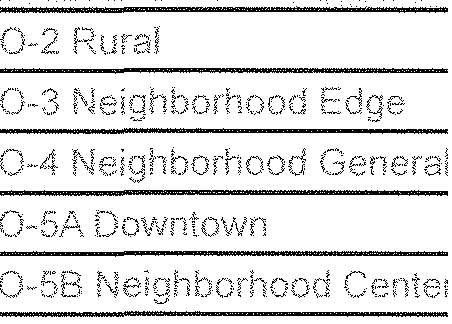 O-2 Rural
O-3 Neighborhood Edge
O-4 Neighborhood General
O-5A Downtown
O-5B Neighborhood Center